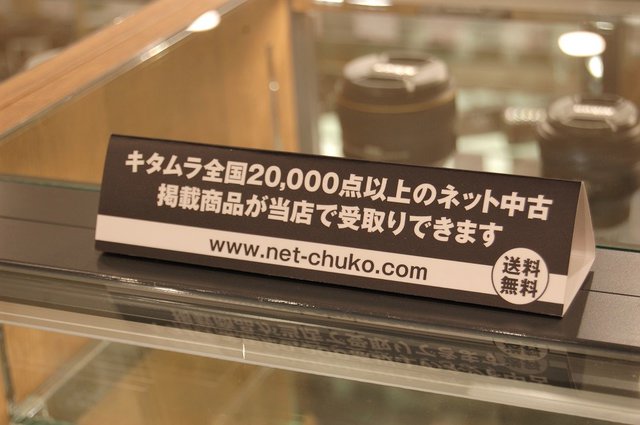 キタムラ全国20,000点以上のネット中古
掲載商品が当店で受取りできます
www.net-chuko.com
送料
無料